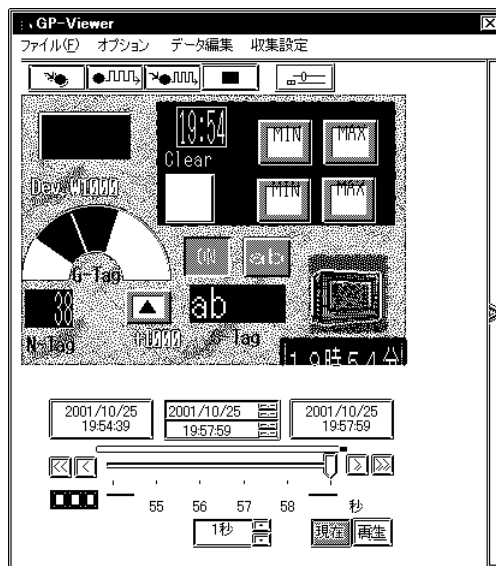 GP-Viewer
ファイル(F) オプション データ編集 収集設定
19:54
MIN MAX
Clear
Dev/W1000
MIN MAX
ON ab
G-Tag
38 ab
N-Tag T1000 S-Tag
19時54分
2001/10/25 19:54:39
2001/10/25 19:57:59
2001/10/25 19:57:59
<< < > >>
55 56 57 58 秒
1秒 現在 再生